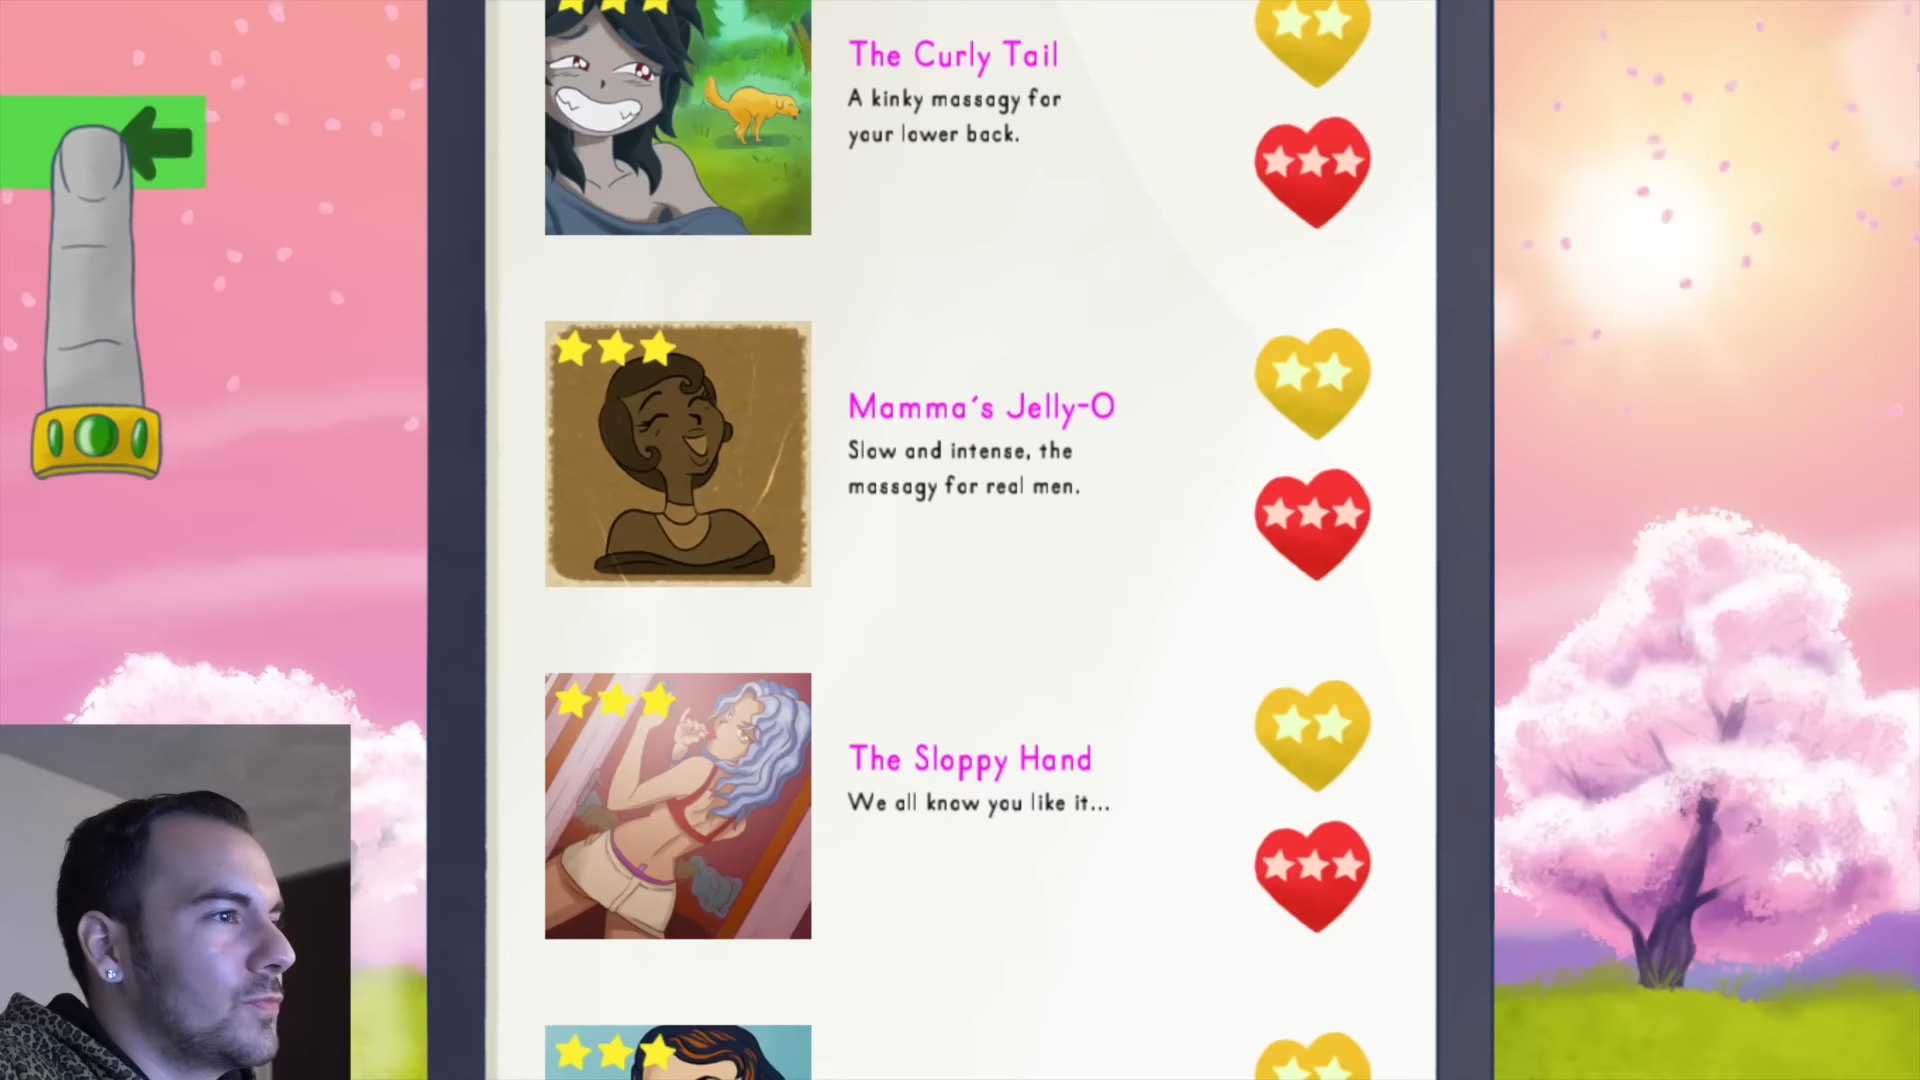 The Curly Tail
A kinky massagy for
your lower back.
Mamma's Jelly-O
Slow and intense, the
massagy for real men.
The Sloppy Hand
We all know you like it...